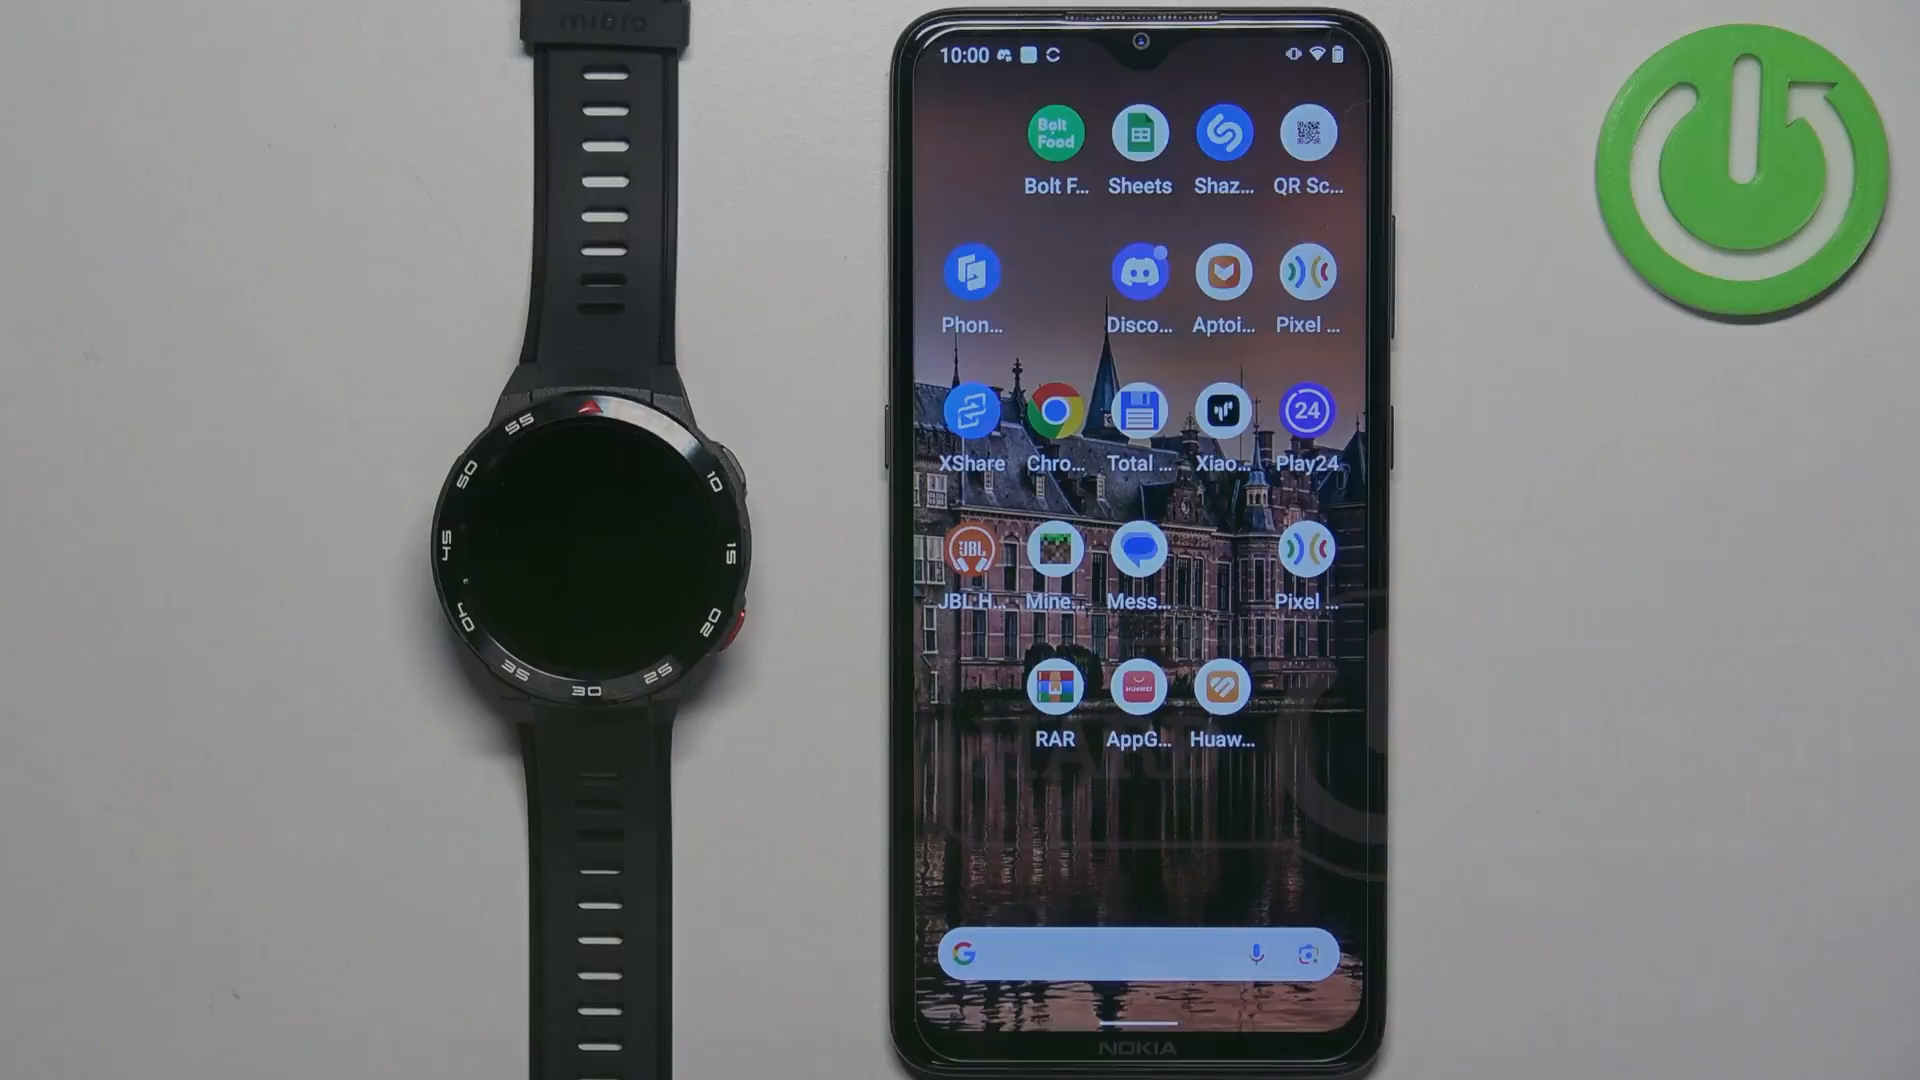 mibro
55
50
45
40
35
30
25
20
15
10
10:00
Bolt Food
Bolt F...
Sheets
Shaz...
QR Sc...
Phon...
Disco...
Aptoi...
Pixel ...
24
XShare
Chro...
Total ...
Xiao...
Play24
JBL
JBL H...
Mine...
Mess...
Pixel ...
HUAWEI
RAR
AppG...
Huaw...
G
NOKIA